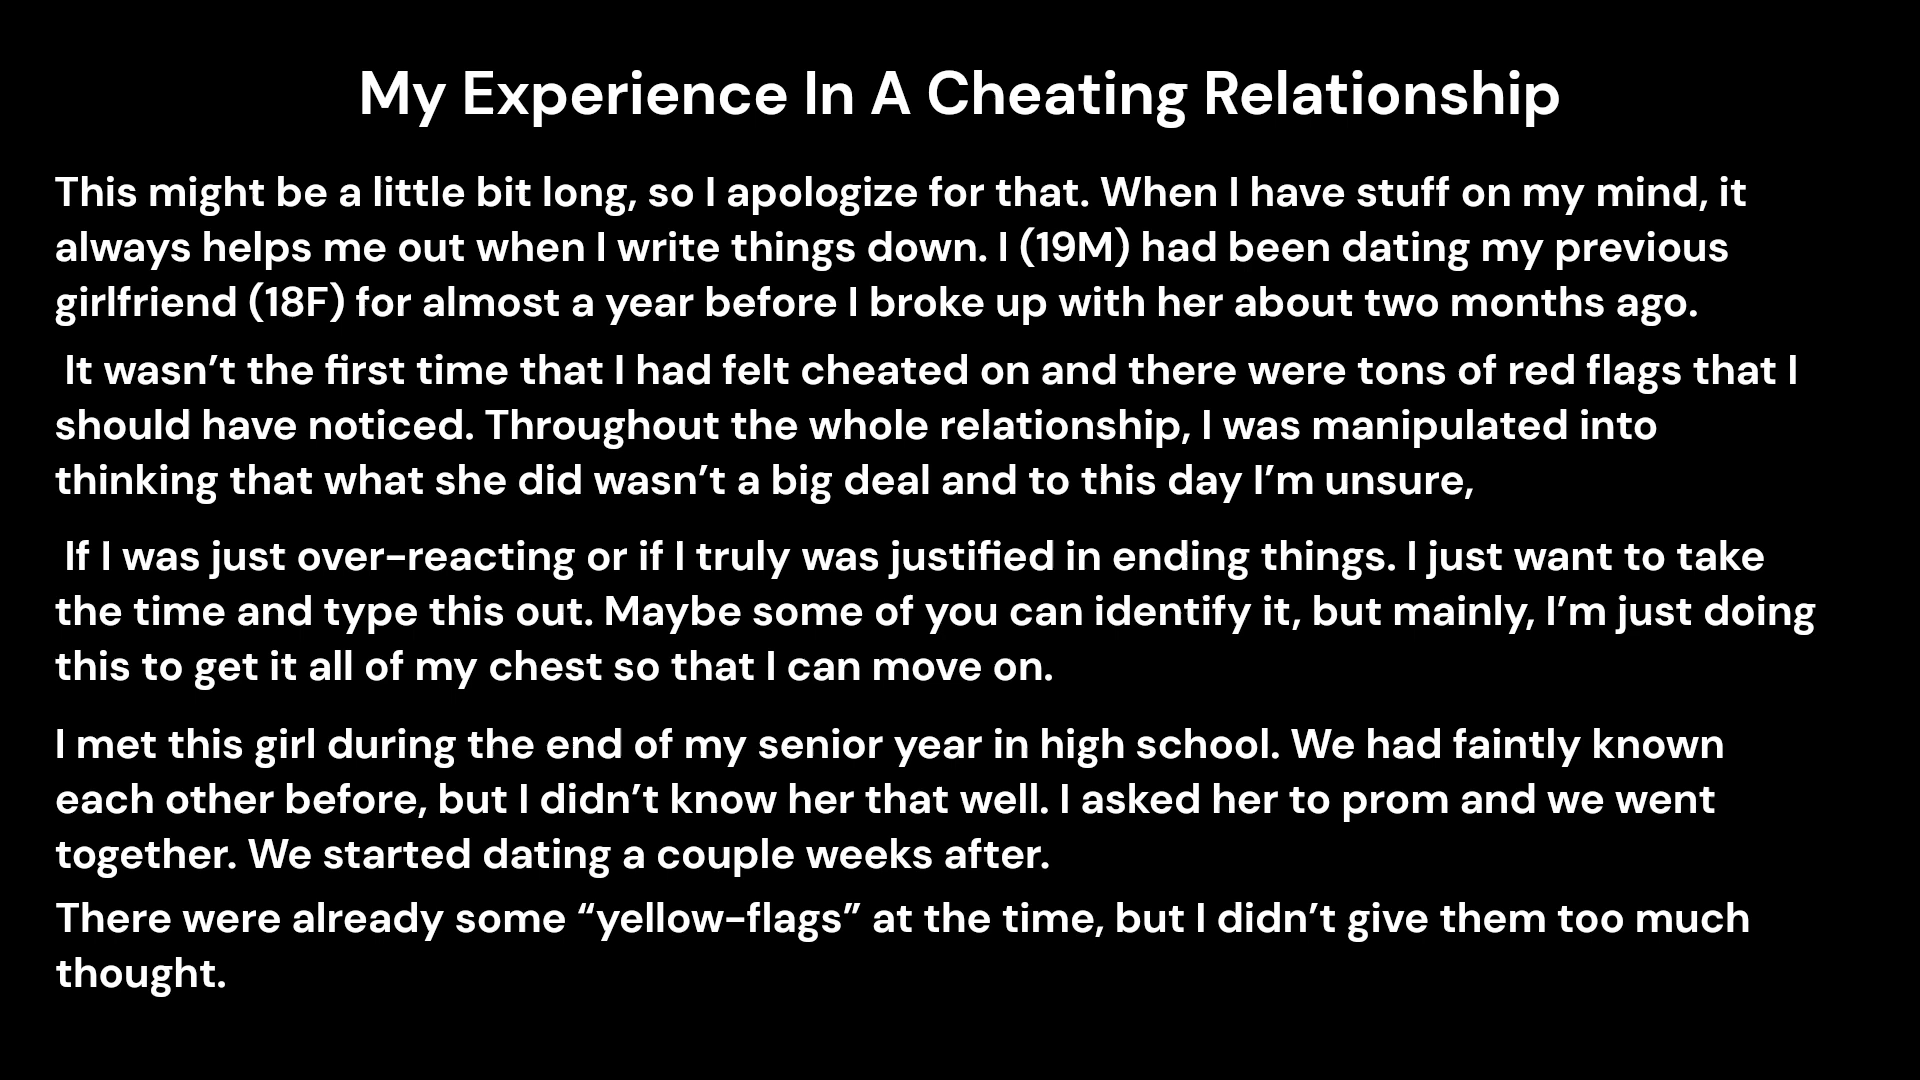 My Experience In A Cheating Relationship
This might be a little bit long, so I apologize for that. When I have stuff on my mind, it
always helps me out when I write things down. I (19M) had been dating my previous
girlfriend (18F) for almost a year before I broke up with her about two months ago.
It wasn’t the first time that I had felt cheated on and there were tons of red flags that I
should have noticed. Throughout the whole relationship, I was manipulated into
thinking that what she did wasn’t a big deal and to this day I’m unsure,
If I was just over-reacting or if I truly was justified in ending things. I just want to take
the time and type this out. Maybe some of you can identify it, but mainly, I’m just doing
this to get it all of my chest so that I can move on.
I met this girl during the end of my senior year in high school. We had faintly known
each other before, but I didn’t know her that well. I asked her to prom and we went
together. We started dating a couple weeks after.
There were already some “yellow-flags” at the time, but I didn’t give them too much
thought.